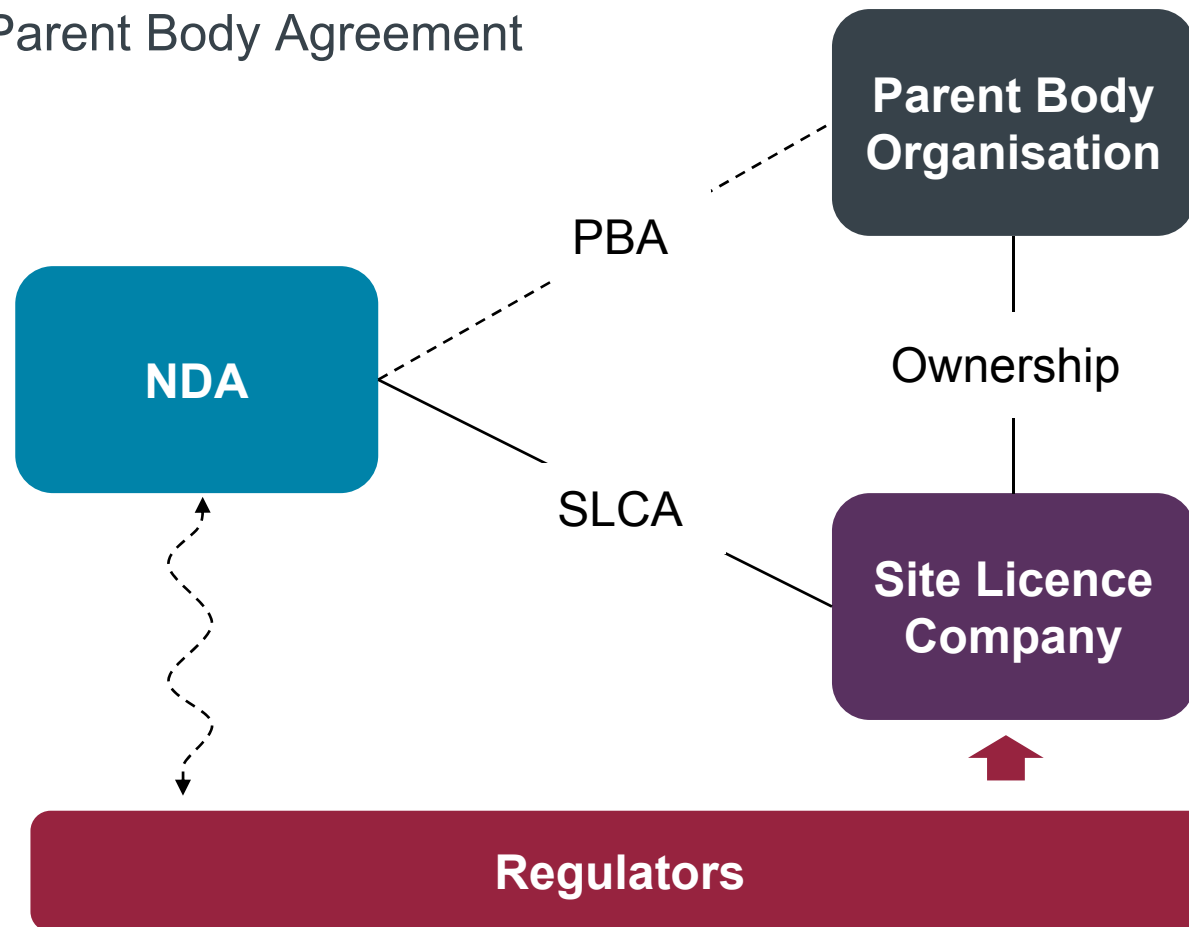 Parent Body Agreement
Parent Body
Organisation
PBA
NDA
Ownership
SLCA
Site Licence
Company
Regulators